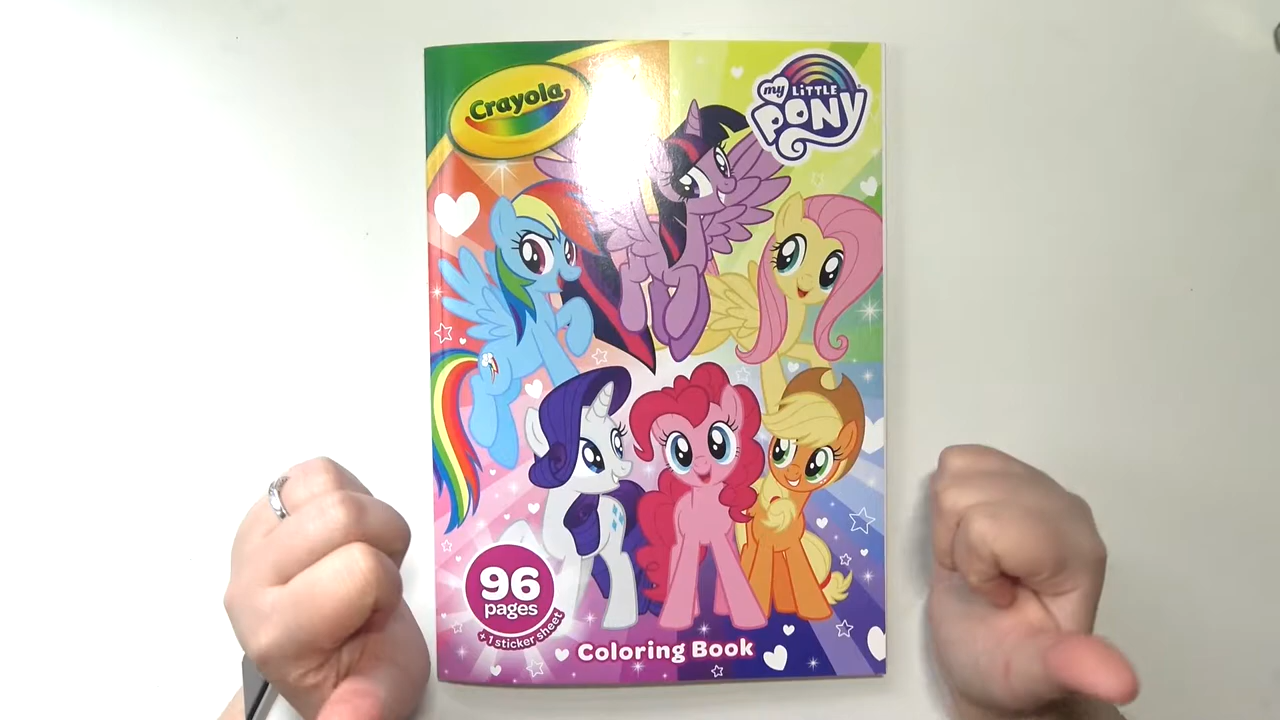 Crayola
my LiTTLE
PONY
96
pages
+ 1 sticker sheet
Coloring Book